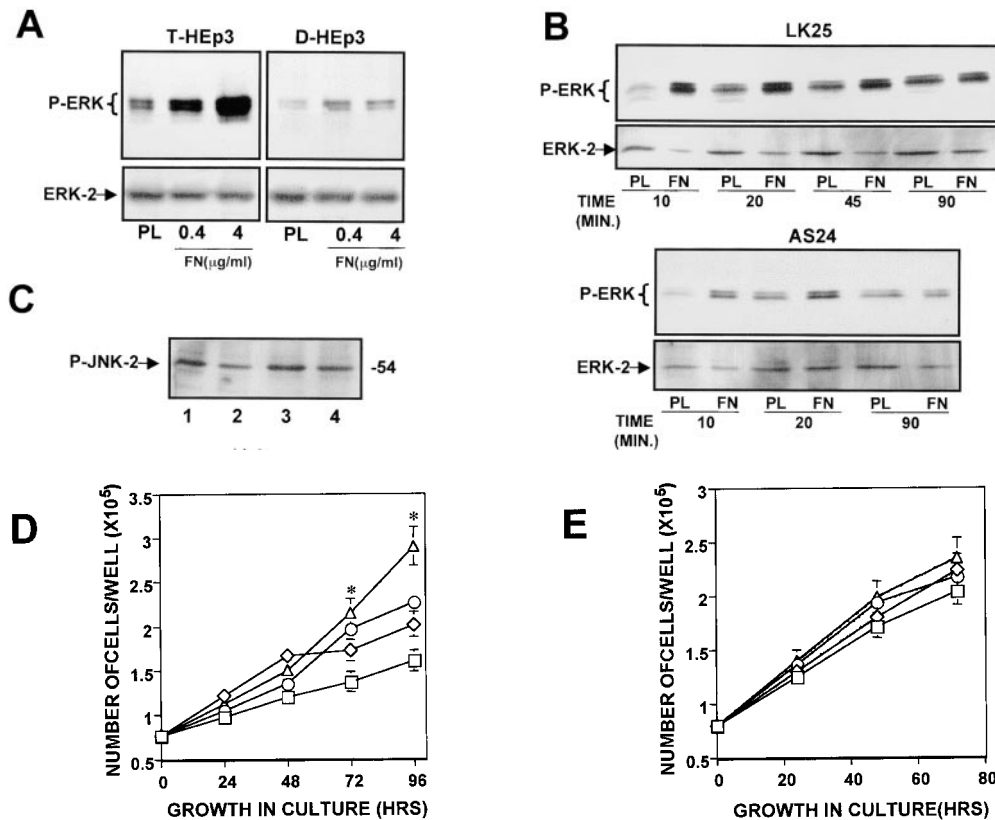 A
T-HEp3 D-HEp3
P-ERK {
ERK-2
PL 0.4 4 PL 0.4 4
FN(µg/ml) FN(µg/ml)
B
LK25
P-ERK {
ERK-2
PL FN PL FN PL FN PL FN
TIME (MIN.) 10 20 45 90
AS24
P-ERK {
ERK-2
PL FN PL FN PL FN
TIME (MIN.) 10 20 90
C
P-JNK-2 -54
1 2 3 4
D
NUMBER OFCELLS/WELL (X10⁵)
3.5
3
2.5
2
1.5
1
0.5
* *
0 24 48 72 96
GROWTH IN CULTURE (HRS)
E
NUMBER OFCELLS/WELL (X10⁵)
3
2.5
2
1.5
1
0.5
0 20 40 60 80
GROWTH IN CULTURE(HRS)